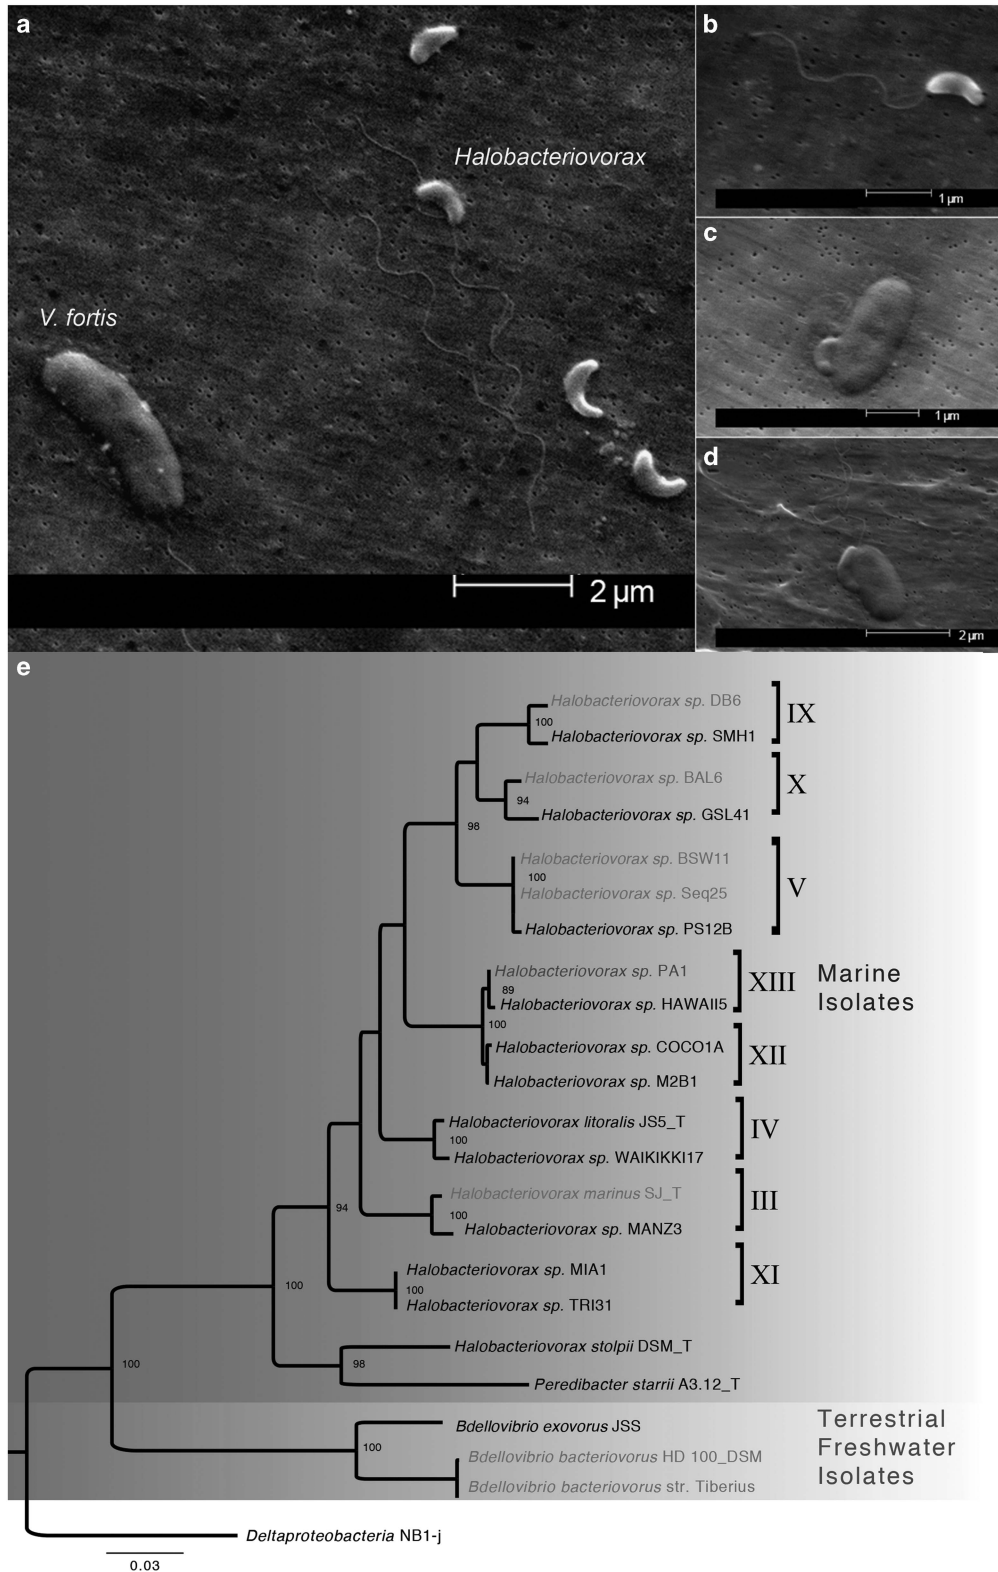 a
Halobacteriovorax
V. fortis
2 µm
b
1 µm
c
1 µm
d
2 µm
e
Halobacteriovorax sp. DB6
100
IX
Halobacteriovorax sp. SMH1
Halobacteriovorax sp. BAL6
X
94
Halobacteriovorax sp. GSL41
98
Halobacteriovorax sp. BSW11
100
V
Halobacteriovorax sp. Seq25
Halobacteriovorax sp. PS12B
Halobacteriovorax sp. PA1
89
XIII
Halobacteriovorax sp. HAWAII5
Marine
Isolates
100
Halobacteriovorax sp. COCO1A
XII
Halobacteriovorax sp. M2B1
Halobacteriovorax litoralis JS5_T
100
IV
Halobacteriovorax sp. WAIKIKKI17
Halobacteriovorax marinus SJ_T
94
100
III
Halobacteriovorax sp. MANZ3
Halobacteriovorax sp. MIA1
100
100
XI
Halobacteriovorax sp. TRI31
Halobacteriovorax stolpii DSM_T
100
98
Peredibacter starrii A3.12_T
Bdellovibrio exovorus JSS
100
Bdellovibrio bacteriovorus HD 100_DSM
Bdellovibrio bacteriovorus str. Tiberius
Terrestrial
Freshwater
Isolates
Deltaproteobacteria NB1-j
0.03